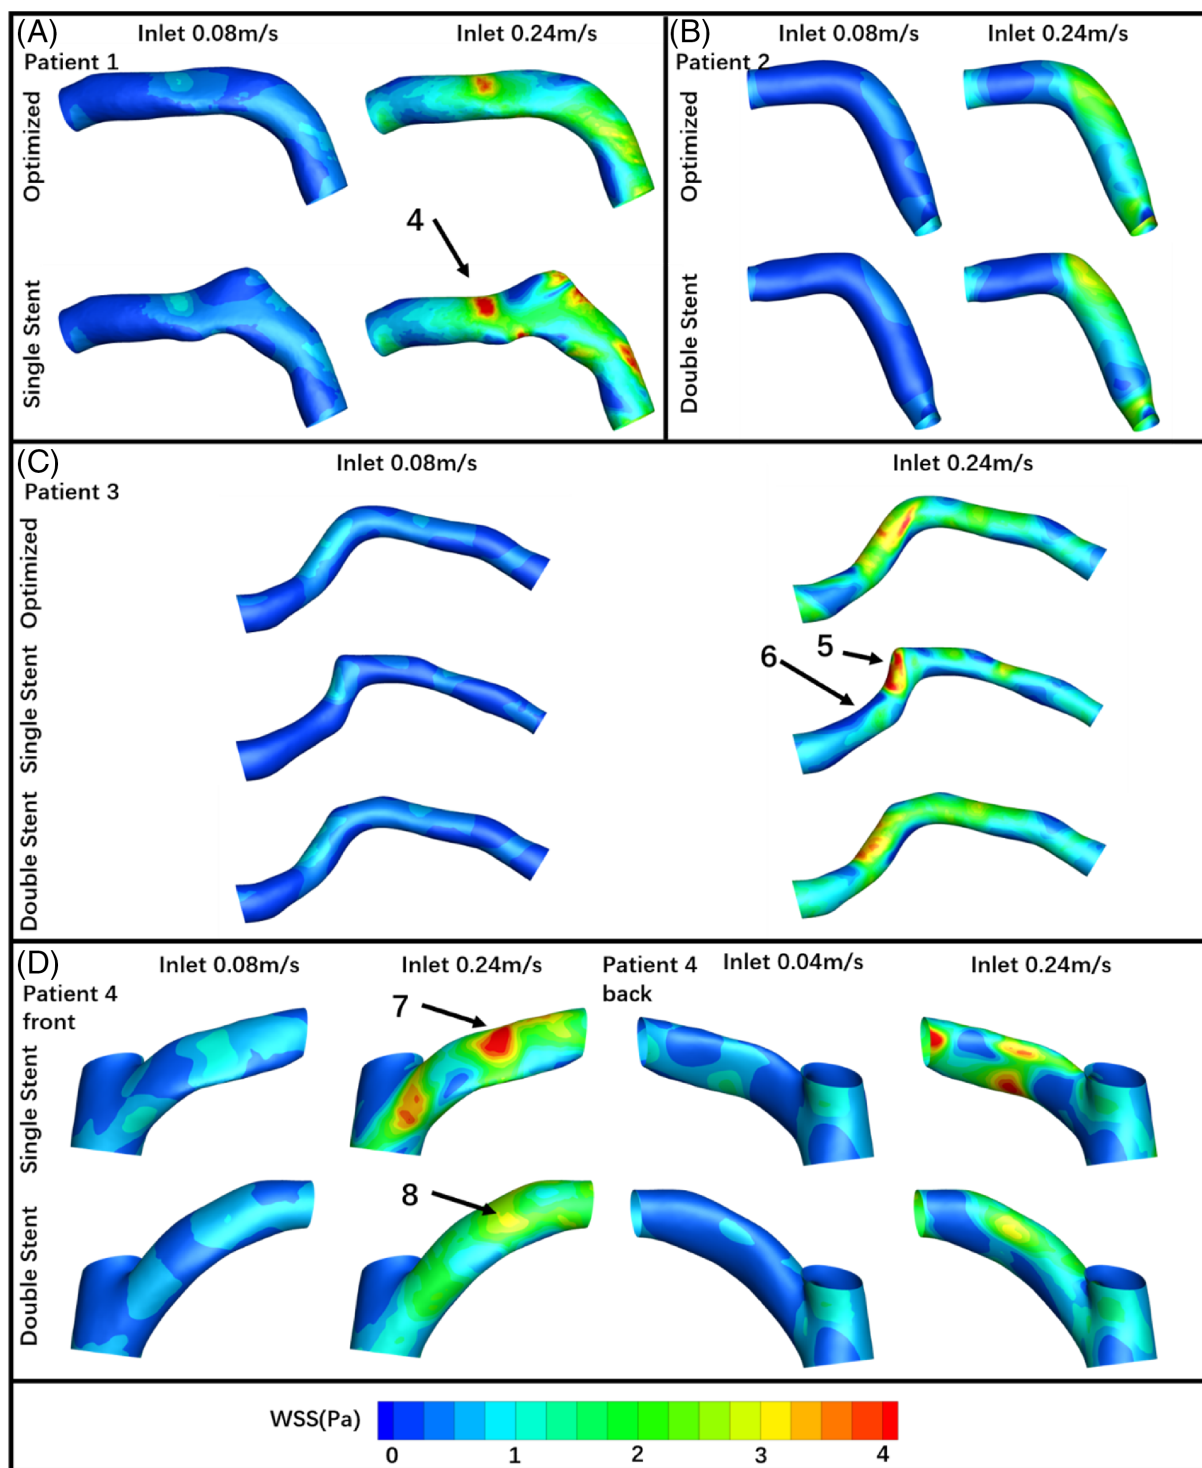 (A)
Inlet 0.08m/s
Inlet 0.24m/s
Patient 1
Optimized
4
Single Stent
(B)
Inlet 0.08m/s
Inlet 0.24m/s
Patient 2
Optimized
Double Stent
(C)
Inlet 0.08m/s
Inlet 0.24m/s
Patient 3
Optimized
Single Stent
5
6
Double Stent
(D)
Inlet 0.08m/s
Inlet 0.24m/s
Patient 4
front
Patient 4
back
Inlet 0.04m/s
Inlet 0.24m/s
7
Single Stent
8
Double Stent
WSS(Pa)
0 1 2 3 4